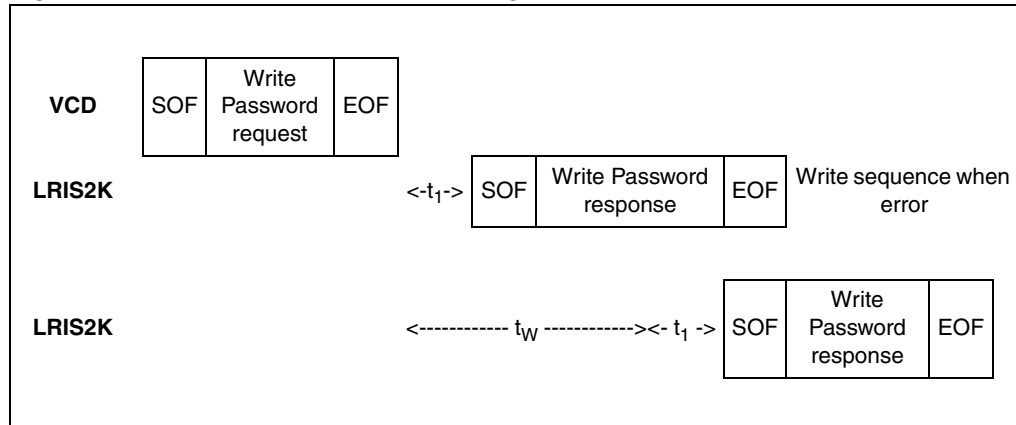 VCD SOF Write Password request EOF
LRIS2K <-t1-> SOF Write Password response EOF Write sequence when error
LRIS2K <------------ tW ------------><- t1 -> SOF Write Password response EOF